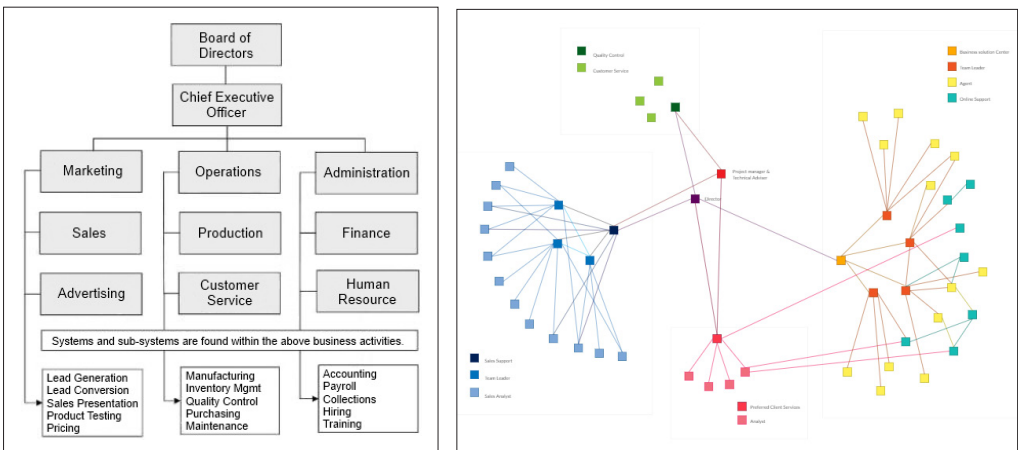 Board of
Directors
Chief Executive
Officer
Marketing
Operations
Administration
Sales
Production
Finance
Advertising
Customer
Service
Human
Resource
Systems and sub-systems are found within the above business activities.
Lead Generation
Lead Conversion
Sales Presentation
Product Testing
Pricing
Manufacturing
Inventory Mgmt
Quality Control
Purchasing
Maintenance
Accounting
Payroll
Collections
Hiring
Training
Quality Control
Customer Service
Business solution Center
Team Leader
Agent
Online Support
Project manager &
Technical Adviser
Director
Sales Support
Team Leader
Sales Analyst
Preferred Client Services
Analyst